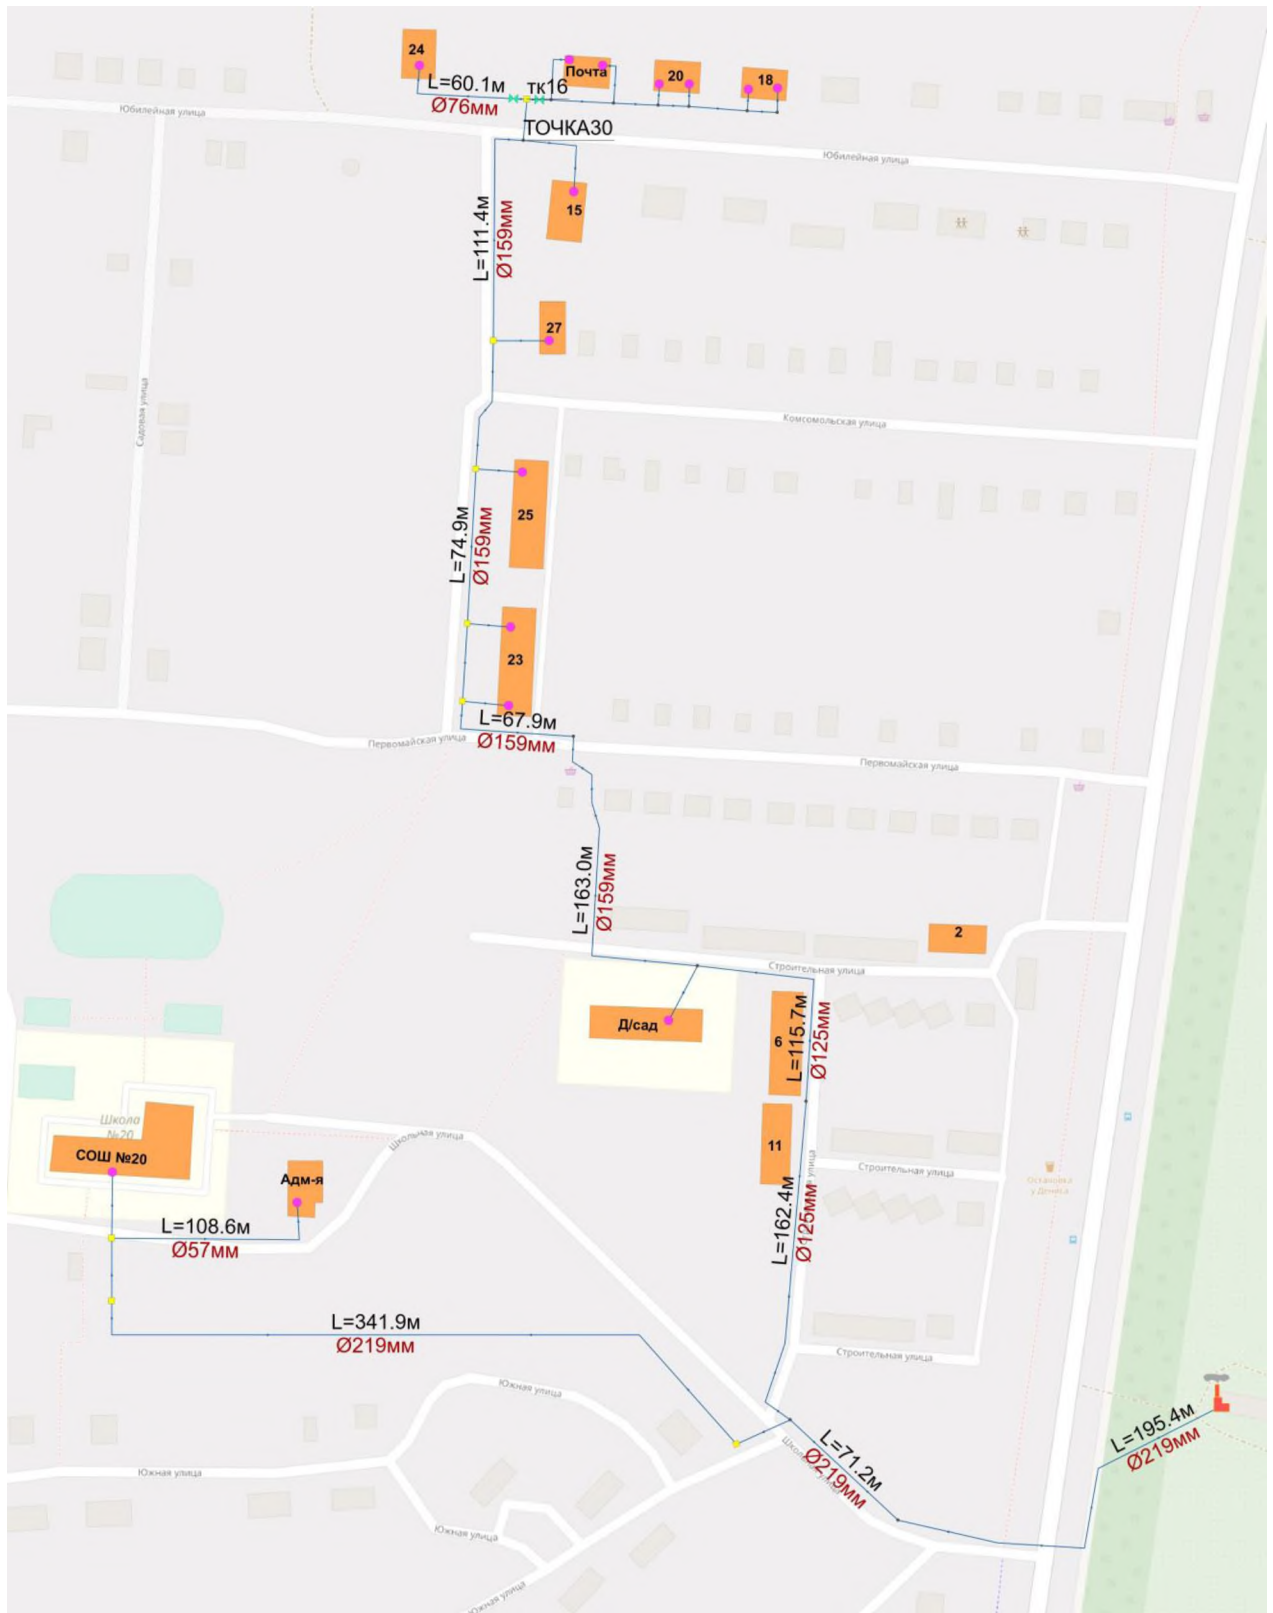 24
Почта
20
18
L=60.1м
тк16
Ø76мм
Юбилейная улица
ТОЧКА30
Юбилейная улица
15
L=111.4м
Ø159мм
27
Садовая улица
Комсомольская улица
25
L=74.9м
Ø159мм
23
L=67.9м
Ø159мм
Первомайская улица
Первомайская улица
L=163.0м
Ø159мм
2
Строительная улица
Д/сад
6
L=115.7м
Ø125мм
Школа
№20
СОШ №20
Школьная улица
11
Адм-я
Строительная улица
Остановка
у Дениса
L=162.4м
Ø125мм
L=108.6м
Ø57мм
L=341.9м
Ø219мм
Строительная улица
Южная улица
L=195.4м
Ø219мм
L=71.2м
Ø219мм
Южная улица
Южная улица
Южная улица